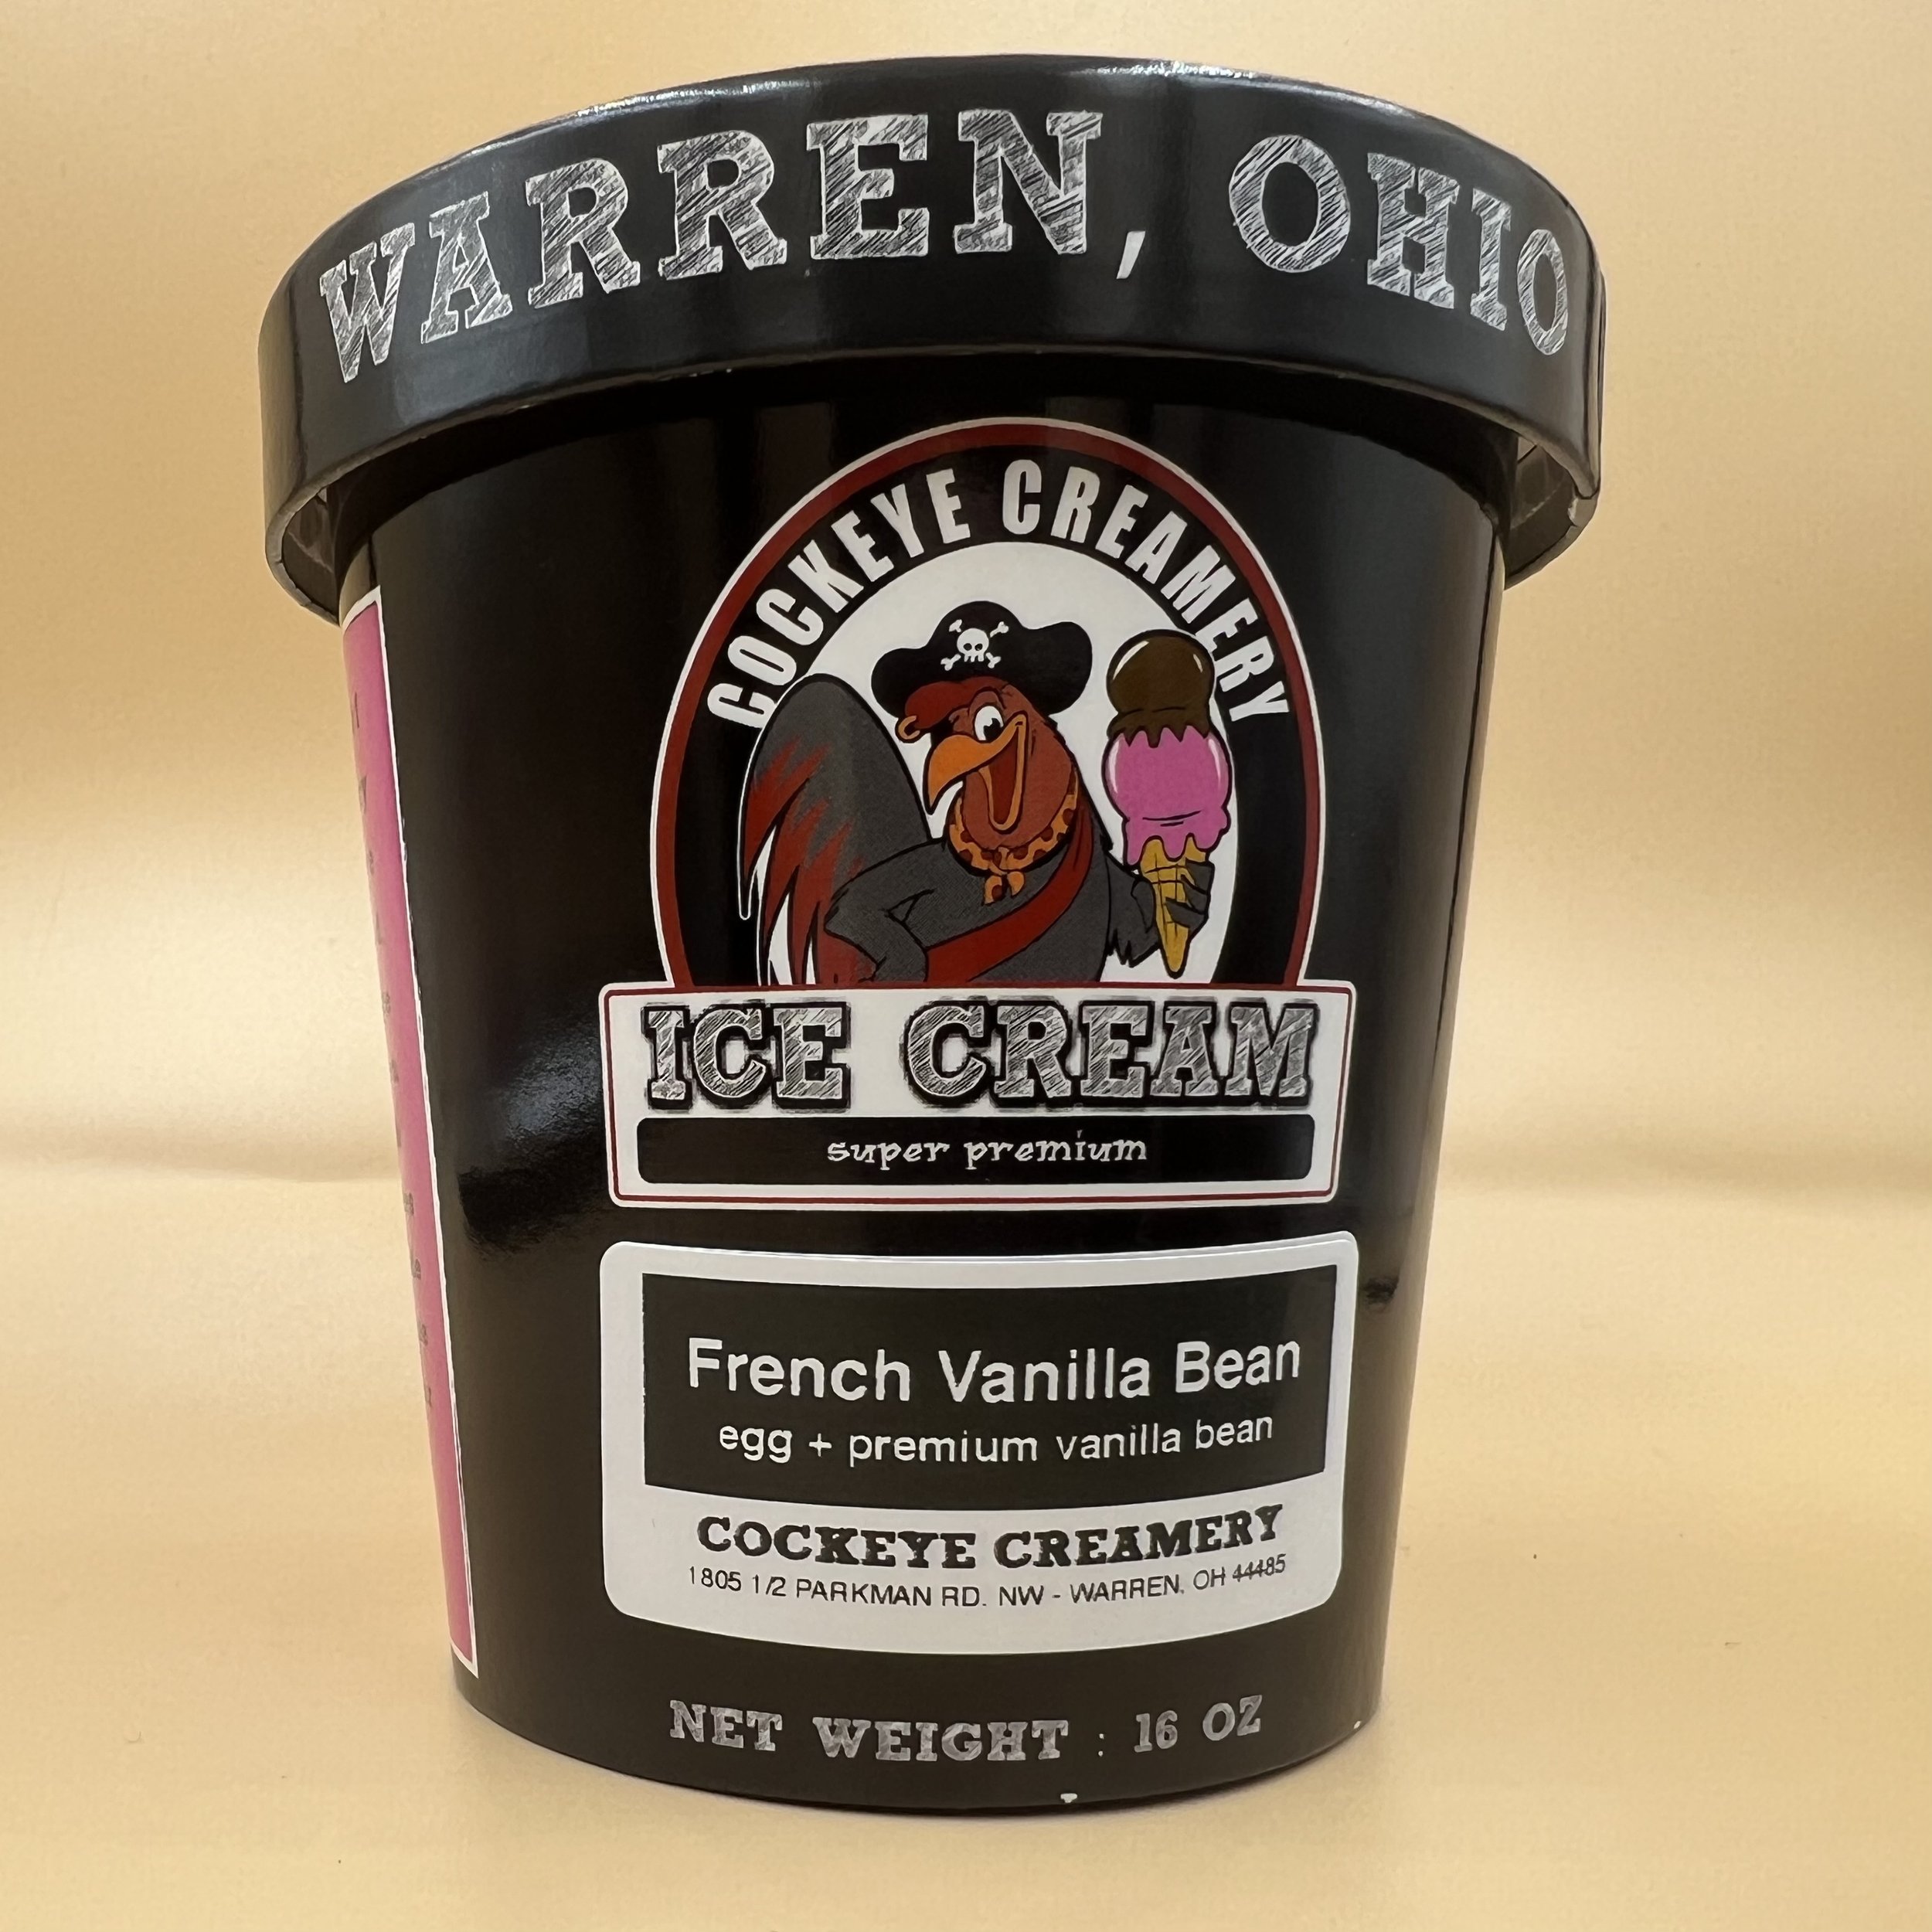 WARREN, OHIO
COCKEYE CREAMERY
ICE CREAM
super premium
French Vanilla Bean
egg + premium vanilla bean
COCKEYE CREAMERY
1805 1/2 PARKMAN RD. NW - WARREN, OH 44485
NET WEIGHT : 16 OZ